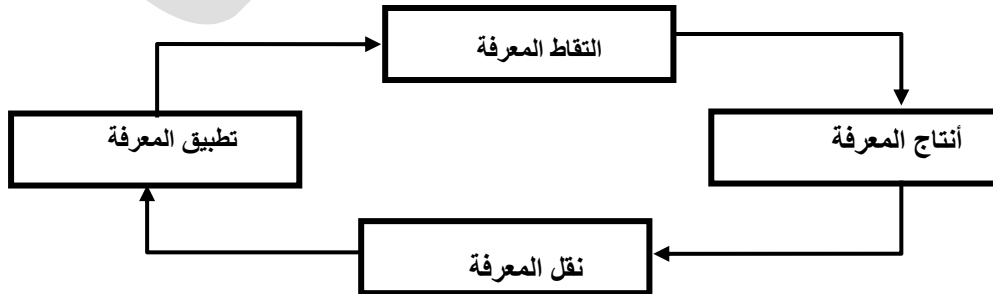 التقاط المعرفة
أنتاج المعرفة
تطبيق المعرفة
نقل المعرفة